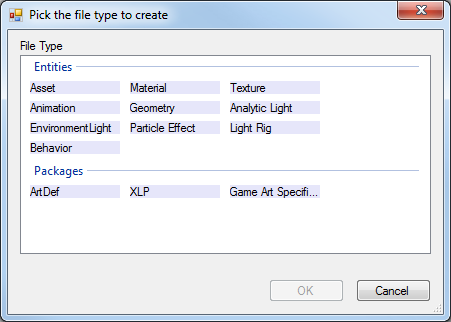 Pick the file type to create
File Type
Entities
Asset Material Texture
Animation Geometry Analytic Light
EnvironmentLight Particle Effect Light Rig
Behavior
Packages
ArtDef XLP Game Art Specifi...
OK Cancel